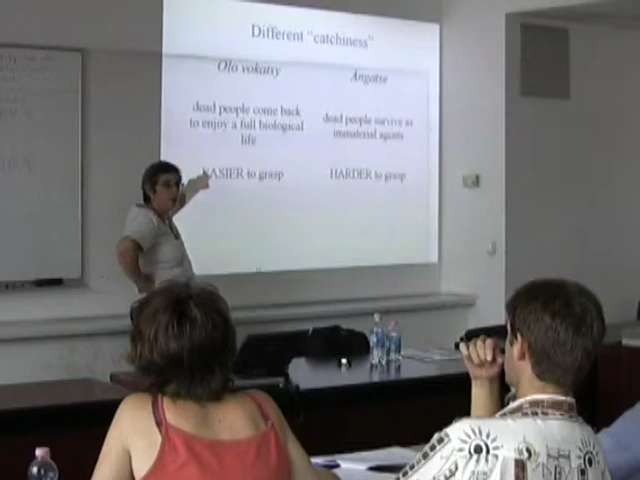 Different "catchiness"
Olo vokatsy
Angatse
dead people come back
to enjoy a full biological
life
dead people survive as
immaterial agents
EASIER to grasp
HARDER to grasp